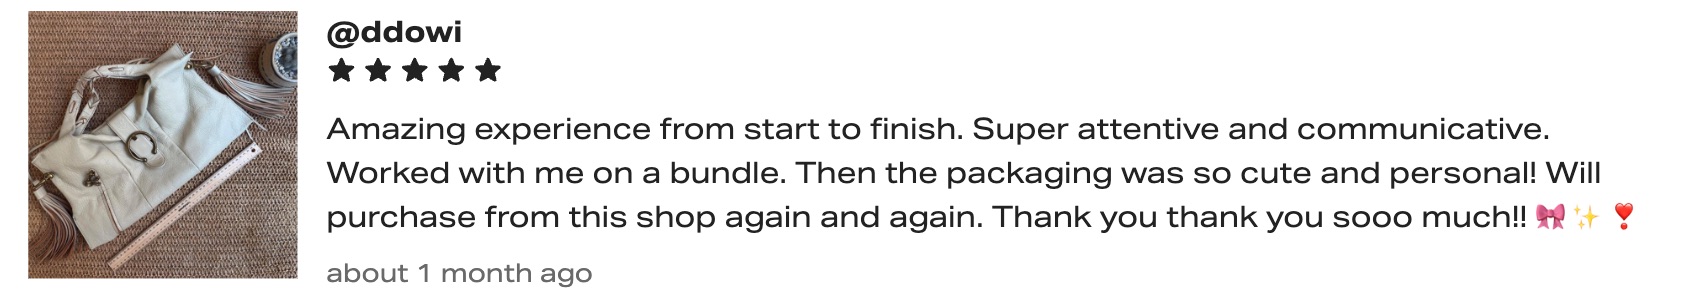 @ddowi
★★★★★
Amazing experience from start to finish. Super attentive and communicative.
Worked with me on a bundle. Then the packaging was so cute and personal! Will
purchase from this shop again and again. Thank you thank you sooo much!! 🎀✨❣️
about 1 month ago